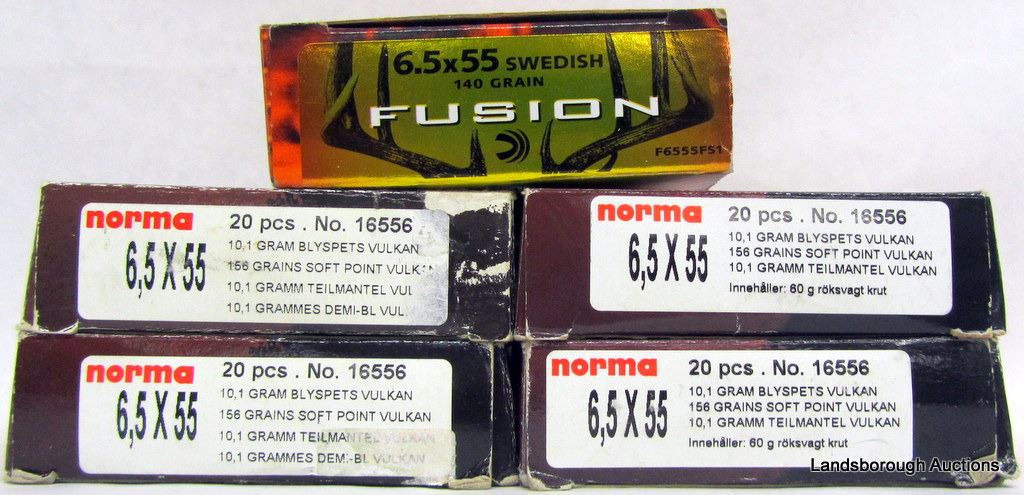 6.5x55 SWEDISH
140 GRAIN
FUSION
F6555FS1
norma
20 pcs . No. 16556
6,5 X 55
10,1 GRAM BLYSPETS VULKAN
156 GRAINS SOFT POINT VULK
10,1 GRAMM TEILMANTEL VUL
10,1 GRAMMES DEMI-BL VUL
norma
20 pcs . No. 16556
6,5 X 55
10,1 GRAM BLYSPETS VULKAN
156 GRAINS SOFT POINT VULKAN
10,1 GRAMM TEILMANTEL VULKAN
Innehåller: 60 g röksvagt krut
norma
20 pcs . No. 16556
6,5 X 55
10,1 GRAM BLYSPETS VULKAN
156 GRAINS SOFT POINT VULKAN
10,1 GRAMM TEILMANTEL VULKAN
10,1 GRAMMES DEMI-BL VULKAN
norma
20 pcs . No. 16556
6,5 X 55
10,1 GRAM BLYSPETS VULKAN
156 GRAINS SOFT POINT VULKAN
10,1 GRAMM TEILMANTEL VULKAN
Innehåller: 60 g röksvagt krut
Landsborough Auctions